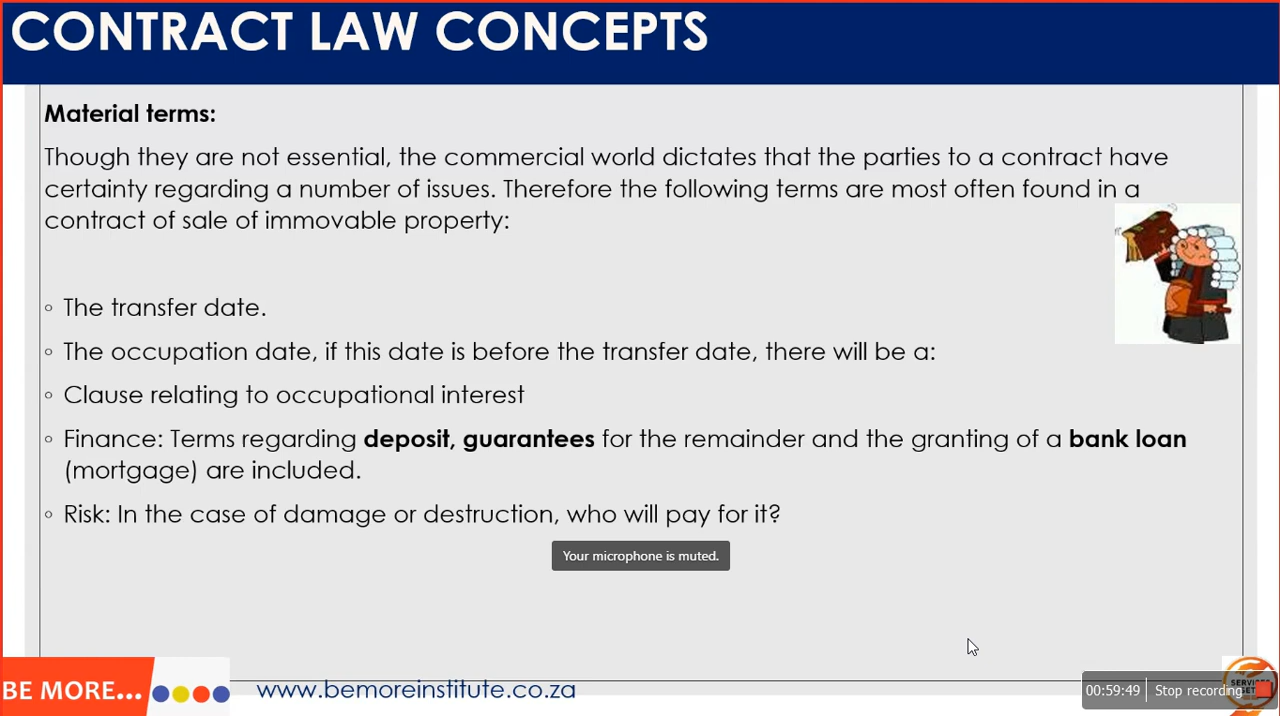 CONTRACT LAW CONCEPTS
Material terms:
Though they are not essential, the commercial world dictates that the parties to a contract have
certainty regarding a number of issues. Therefore the following terms are most often found in a
contract of sale of immovable property:
◦ The transfer date.
◦ The occupation date, if this date is before the transfer date, there will be a:
◦ Clause relating to occupational interest
◦ Finance: Terms regarding deposit, guarantees for the remainder and the granting of a bank loan
(mortgage) are included.
◦ Risk: In the case of damage or destruction, who will pay for it?
Your microphone is muted.
BE MORE...
www.bemoreinstitute.co.za
00:59:49 Stop recording